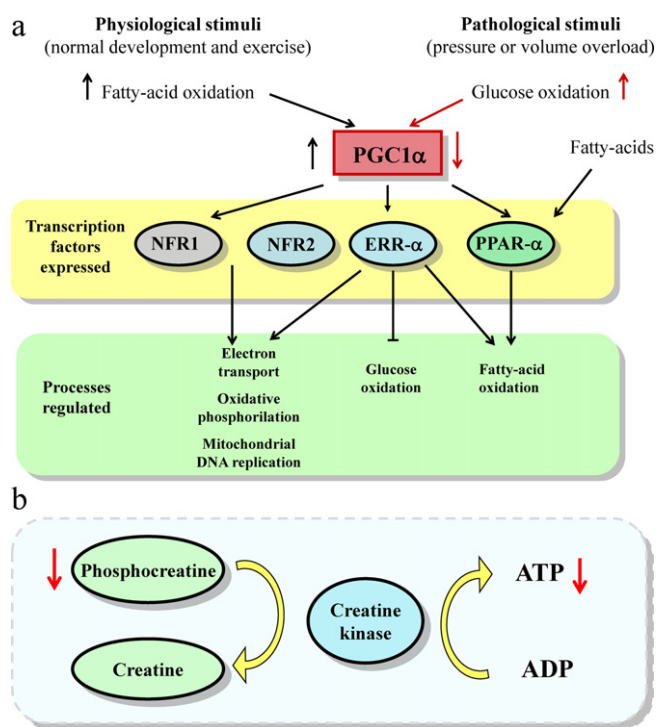 a
Physiological stimuli
(normal development and exercise)
Pathological stimuli
(pressure or volume overload)
Fatty-acid oxidation
Glucose oxidation
PGC1α
Fatty-acids
Transcription
factors
expressed
NFR1
NFR2
ERR-α
PPAR-α
Processes
regulated
Electron
transport
Oxidative
phosphorilation
Mitochondrial
DNA replication
Glucose
oxidation
Fatty-acid
oxidation
b
Phosphocreatine
Creatine
Creatine
kinase
ATP
ADP